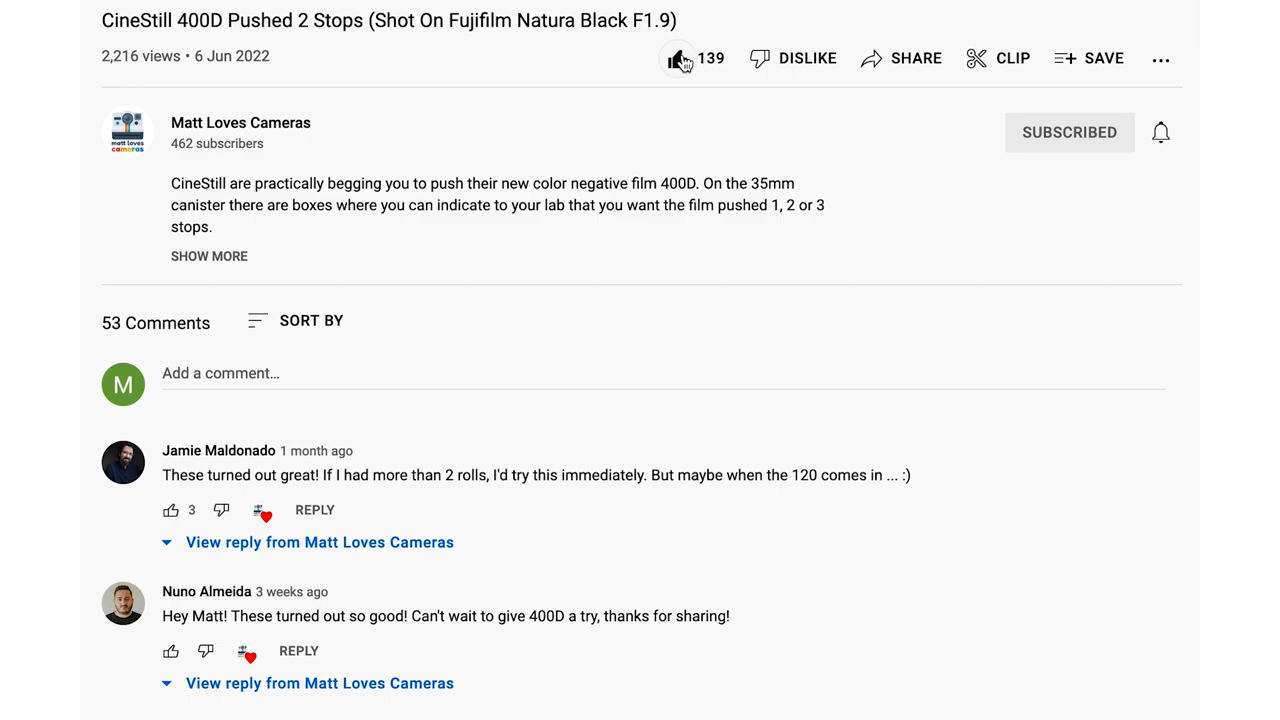 CineStill 400D Pushed 2 Stops (Shot On Fujifilm Natura Black F1.9)
2,216 views • 6 Jun 2022
139 DISLIKE SHARE CLIP SAVE ...
Matt Loves Cameras
462 subscribers
SUBSCRIBED
matt loves
cameras
CineStill are practically begging you to push their new color negative film 400D. On the 35mm
canister there are boxes where you can indicate to your lab that you want the film pushed 1, 2 or 3
stops.
SHOW MORE
53 Comments SORT BY
M
Add a comment...
Jamie Maldonado 1 month ago
These turned out great! If I had more than 2 rolls, I'd try this immediately. But maybe when the 120 comes in ... :)
3 REPLY
View reply from Matt Loves Cameras
Nuno Almeida 3 weeks ago
Hey Matt! These turned out so good! Can't wait to give 400D a try, thanks for sharing!
REPLY
View reply from Matt Loves Cameras